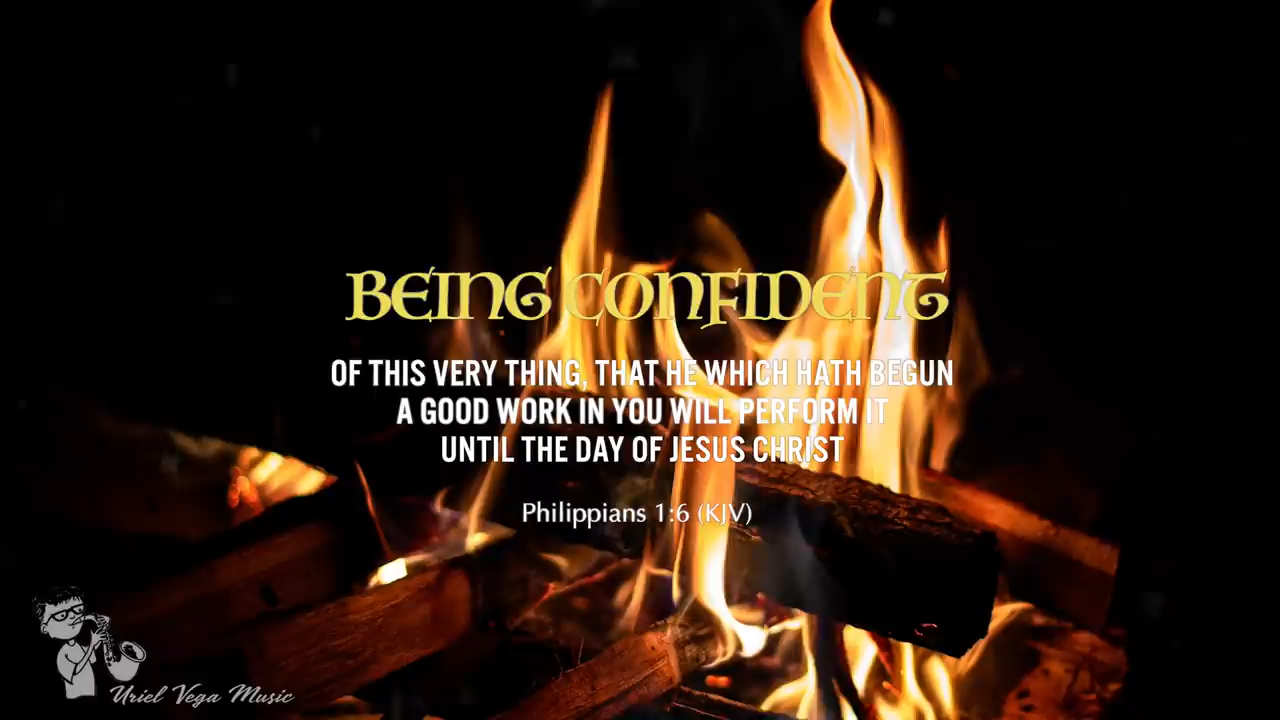 BEING CONFIDENT
OF THIS VERY THING, THAT HE WHICH HATH BEGUN
A GOOD WORK IN YOU WILL PERFORM IT
UNTIL THE DAY OF JESUS CHRIST
Philippians 1:6 (KJV)
Uriel Vega Music